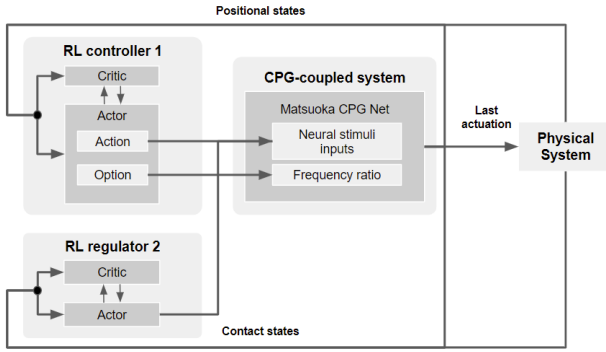 Positional states
RL controller 1
Critic
Actor
Action
Option
CPG-coupled system
Matsuoka CPG Net
Neural stimuli
inputs
Frequency ratio
Last
actuation
Physical
System
RL regulator 2
Critic
Actor
Contact states